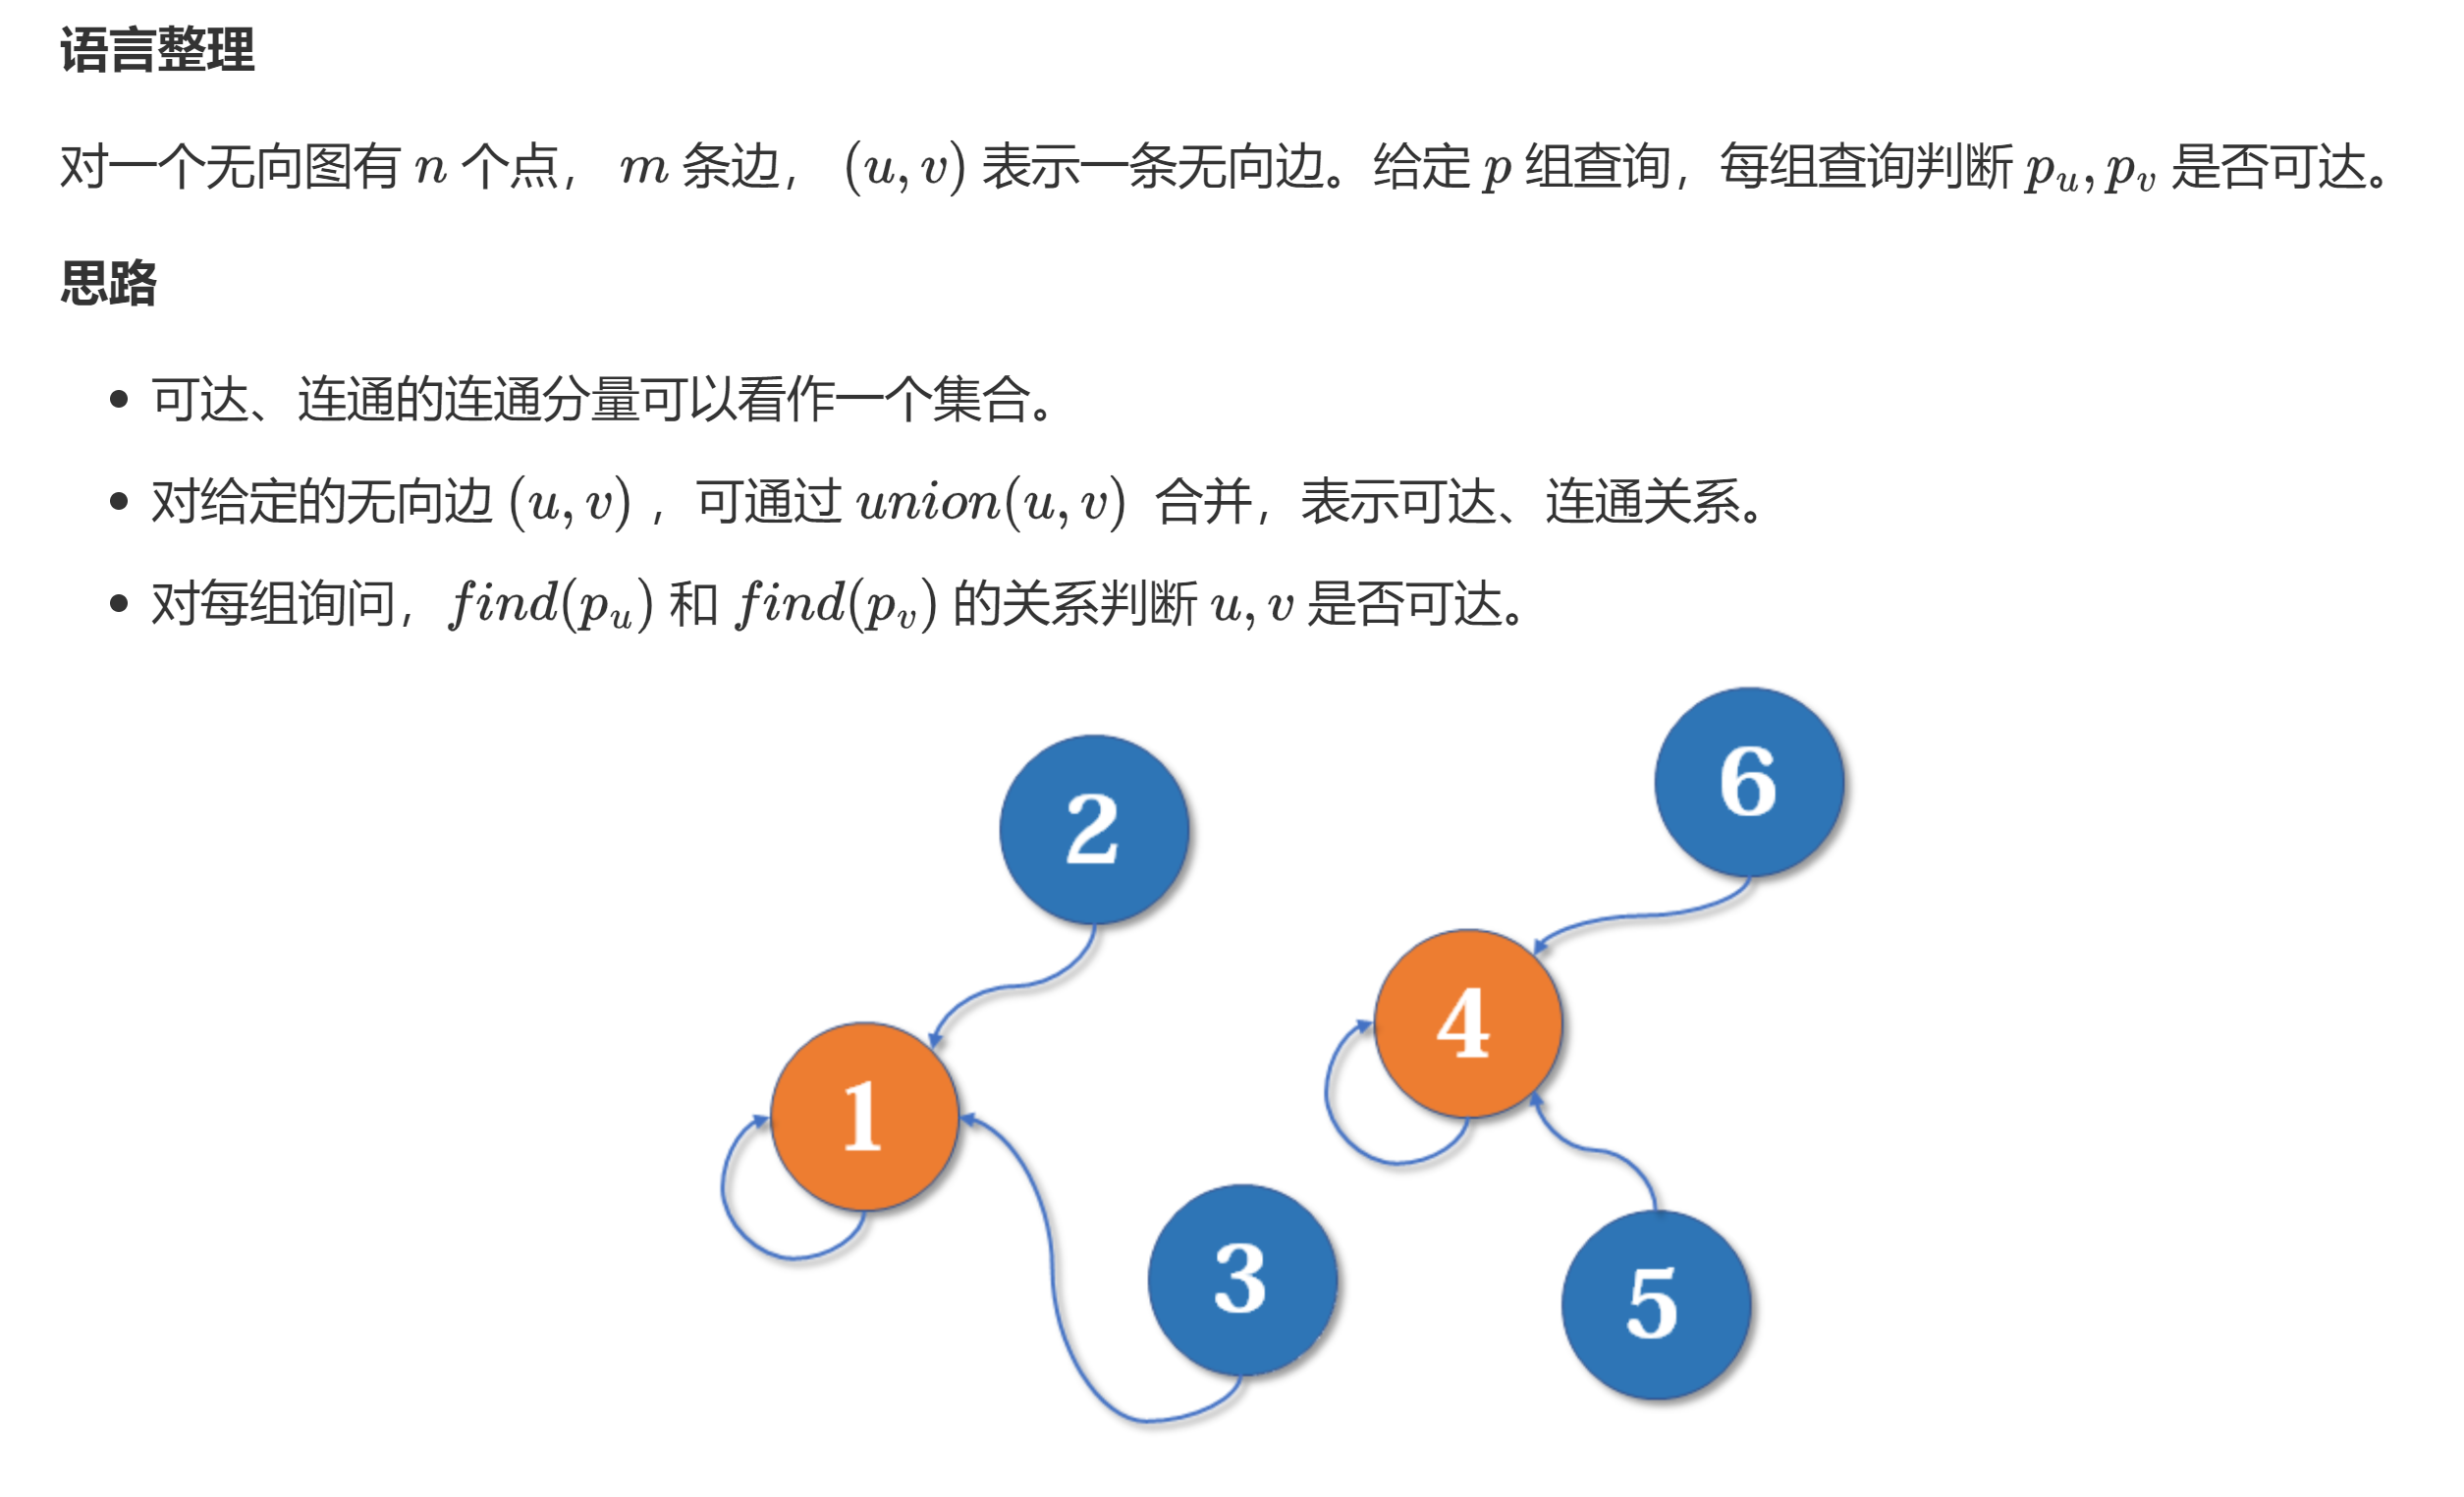 语言整理
对一个无向图有 n 个点， m 条边， (u, v) 表示一条无向边。给定 p 组查询，每组查询判断 p_u, p_v 是否可达。
思路
• 可达、连通的连通分量可以看作一个集合。
• 对给定的无向边 (u, v) ， 可通过 union(u, v) 合并，表示可达、连通关系。
• 对每组询问，find(p_u) 和 find(p_v) 的关系判断 u, v 是否可达。
6
2
4
1
3
5